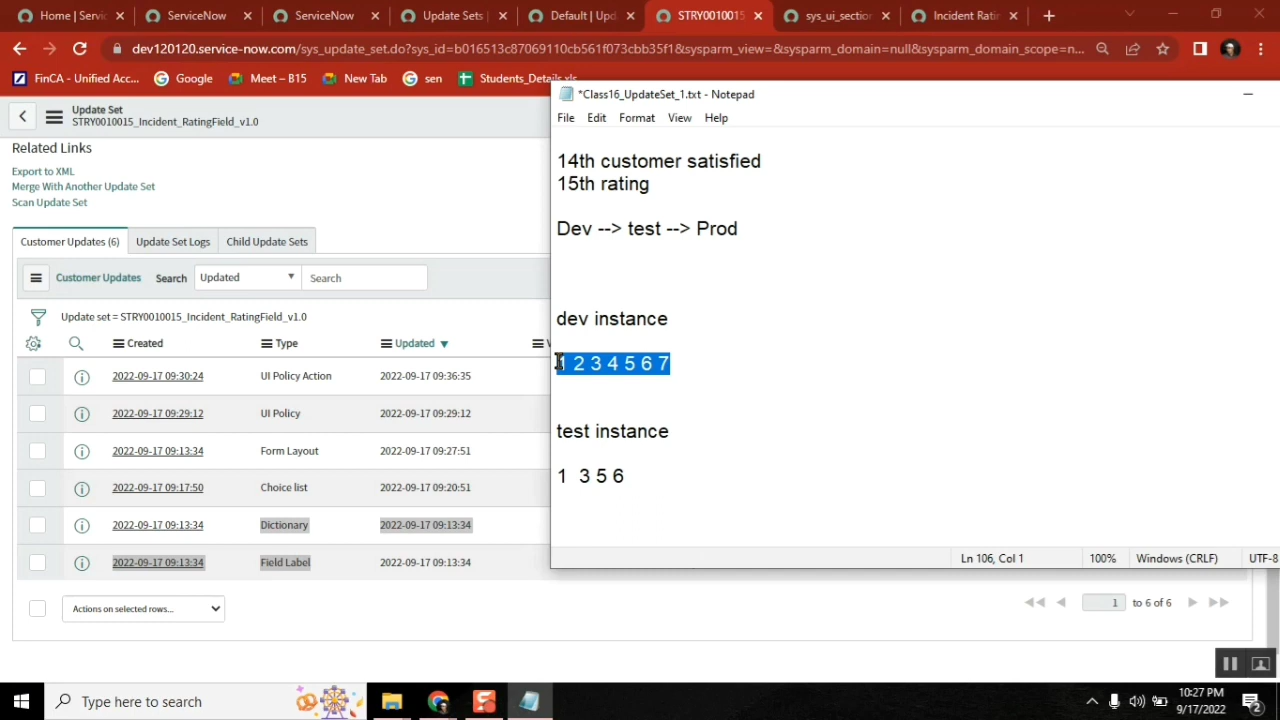 Home | Servic
ServiceNow
ServiceNow
Update Sets |
Default | Upd
STRY0010015
sys_ui_section
Incident Ratin
dev120120.service-now.com/sys_update_set.do?sys_id=b016513c87069110cb561f073cbb35f1&sysparm_view=&sysparm_domain=null&sysparm_domain_scope=n...
FinCA - Unified Acc...
Google
Meet – B15
New Tab
sen
Students_Details.xls
Update Set
STRY0010015_Incident_RatingField_v1.0
Related Links
Export to XML
Merge With Another Update Set
Scan Update Set
Customer Updates (6)
Update Set Logs
Child Update Sets
Customer Updates
Search
Updated
Search
Update set = STRY0010015_Incident_RatingField_v1.0
Created Type Updated V
2022-09-17 09:30:24 UI Policy Action 2022-09-17 09:36:35
2022-09-17 09:29:12 UI Policy 2022-09-17 09:29:12
2022-09-17 09:13:34 Form Layout 2022-09-17 09:27:51
2022-09-17 09:17:50 Choice list 2022-09-17 09:20:51
2022-09-17 09:13:34 Dictionary 2022-09-17 09:13:34
2022-09-17 09:13:34 Field Label 2022-09-17 09:13:34
Actions on selected rows...
1 to 6 of 6
*Class16_UpdateSet_1.txt - Notepad
File Edit Format View Help
14th customer satisfied
15th rating
Dev --> test --> Prod
dev instance
1 2 3 4 5 6 7
test instance
1 3 5 6
Ln 106, Col 1 100% Windows (CRLF) UTF-8
Type here to search
10:27 PM
9/17/2022
2